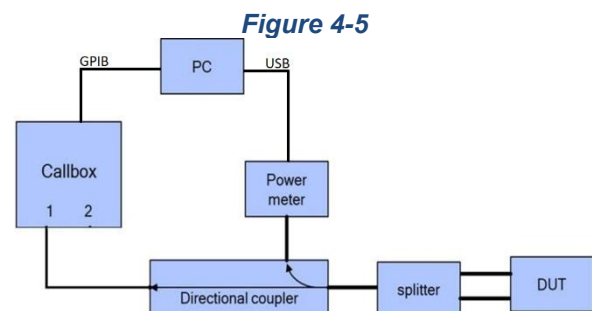 Figure 4-5
GPIB
PC
USB
Callbox
1 2
Power
meter
Directional coupler
splitter
DUT